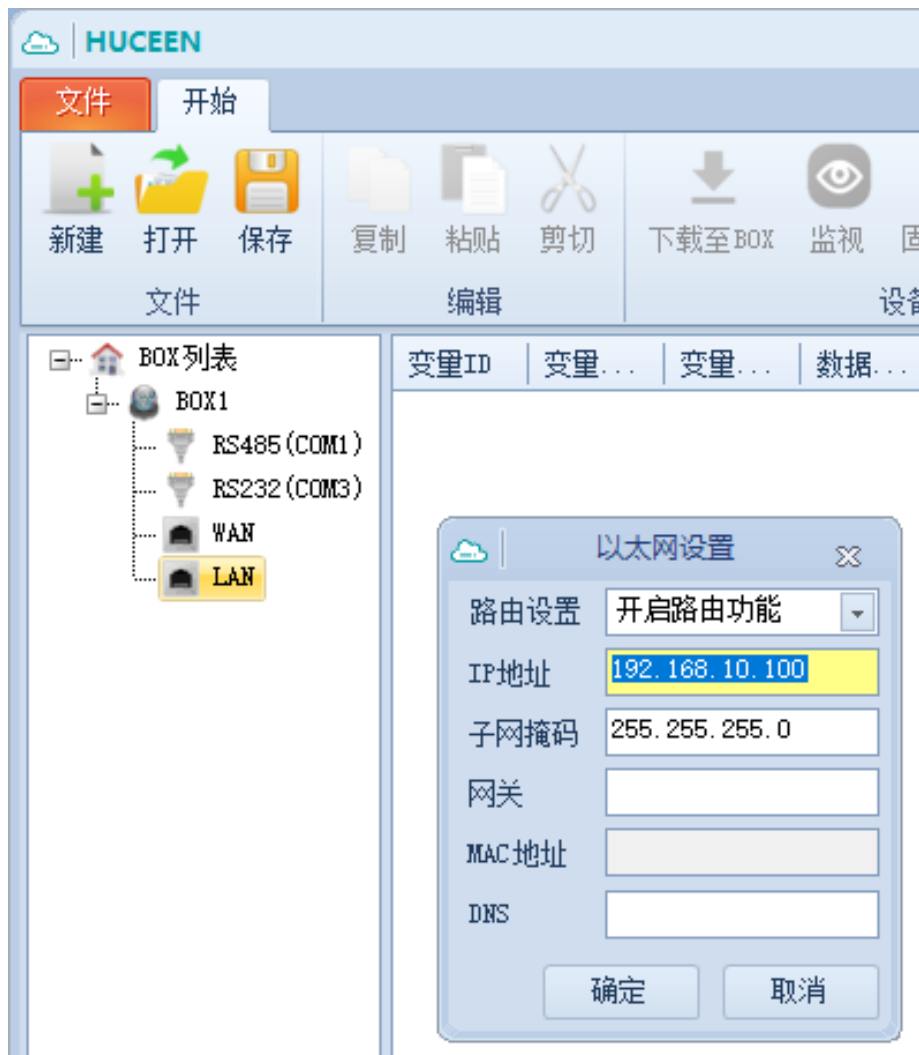 HUCEEN
文件 开始
新建 打开 保存 复制 粘贴 剪切 下载至BOX 监视
文件 编辑 设备
BOX列表
BOX1
RS485(COM1)
RS232(COM3)
WAN
LAN
变量ID 变量... 变量... 数据...
以太网设置
路由设置 开启路由功能
IP地址 192.168.10.100
子网掩码 255.255.255.0
网关
MAC地址
DNS
确定 取消